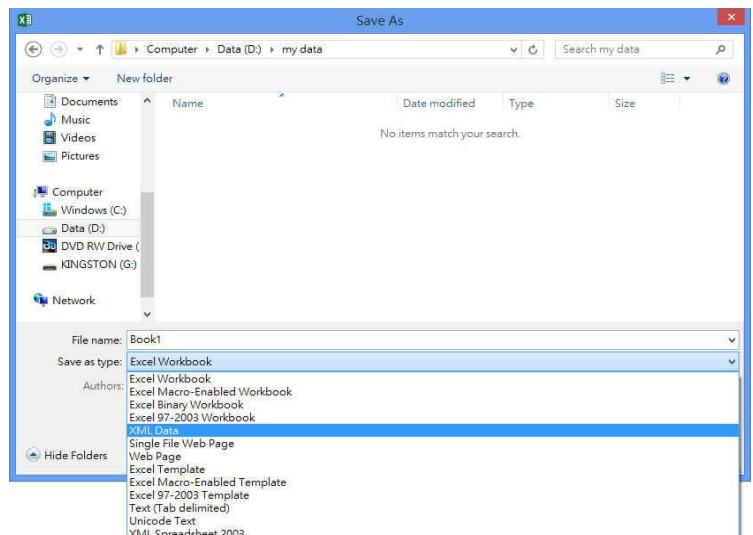 Save As
Computer Data (D:) my data
Search my data
Organize New folder
Name Date modified Type Size
No items match your search.
Documents
Music
Videos
Pictures
Computer
Windows (C:)
Data (D:)
DVD RW Drive (
KINGSTON (G:)
Network
File name: Book1
Save as type: Excel Workbook
Authors:
Excel Workbook
Excel Macro-Enabled Workbook
Excel Binary Workbook
Excel 97-2003 Workbook
XML Data
Single File Web Page
Web Page
Excel Template
Excel Macro-Enabled Template
Excel 97-2003 Template
Text (Tab delimited)
Unicode Text
XML Spreadsheet 2003
Hide Folders